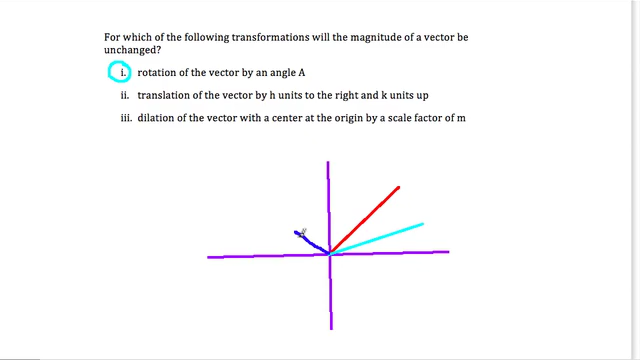 For which of the following transformations will the magnitude of a vector be
unchanged?
i. rotation of the vector by an angle A
ii. translation of the vector by h units to the right and k units up
iii. dilation of the vector with a center at the origin by a scale factor of m